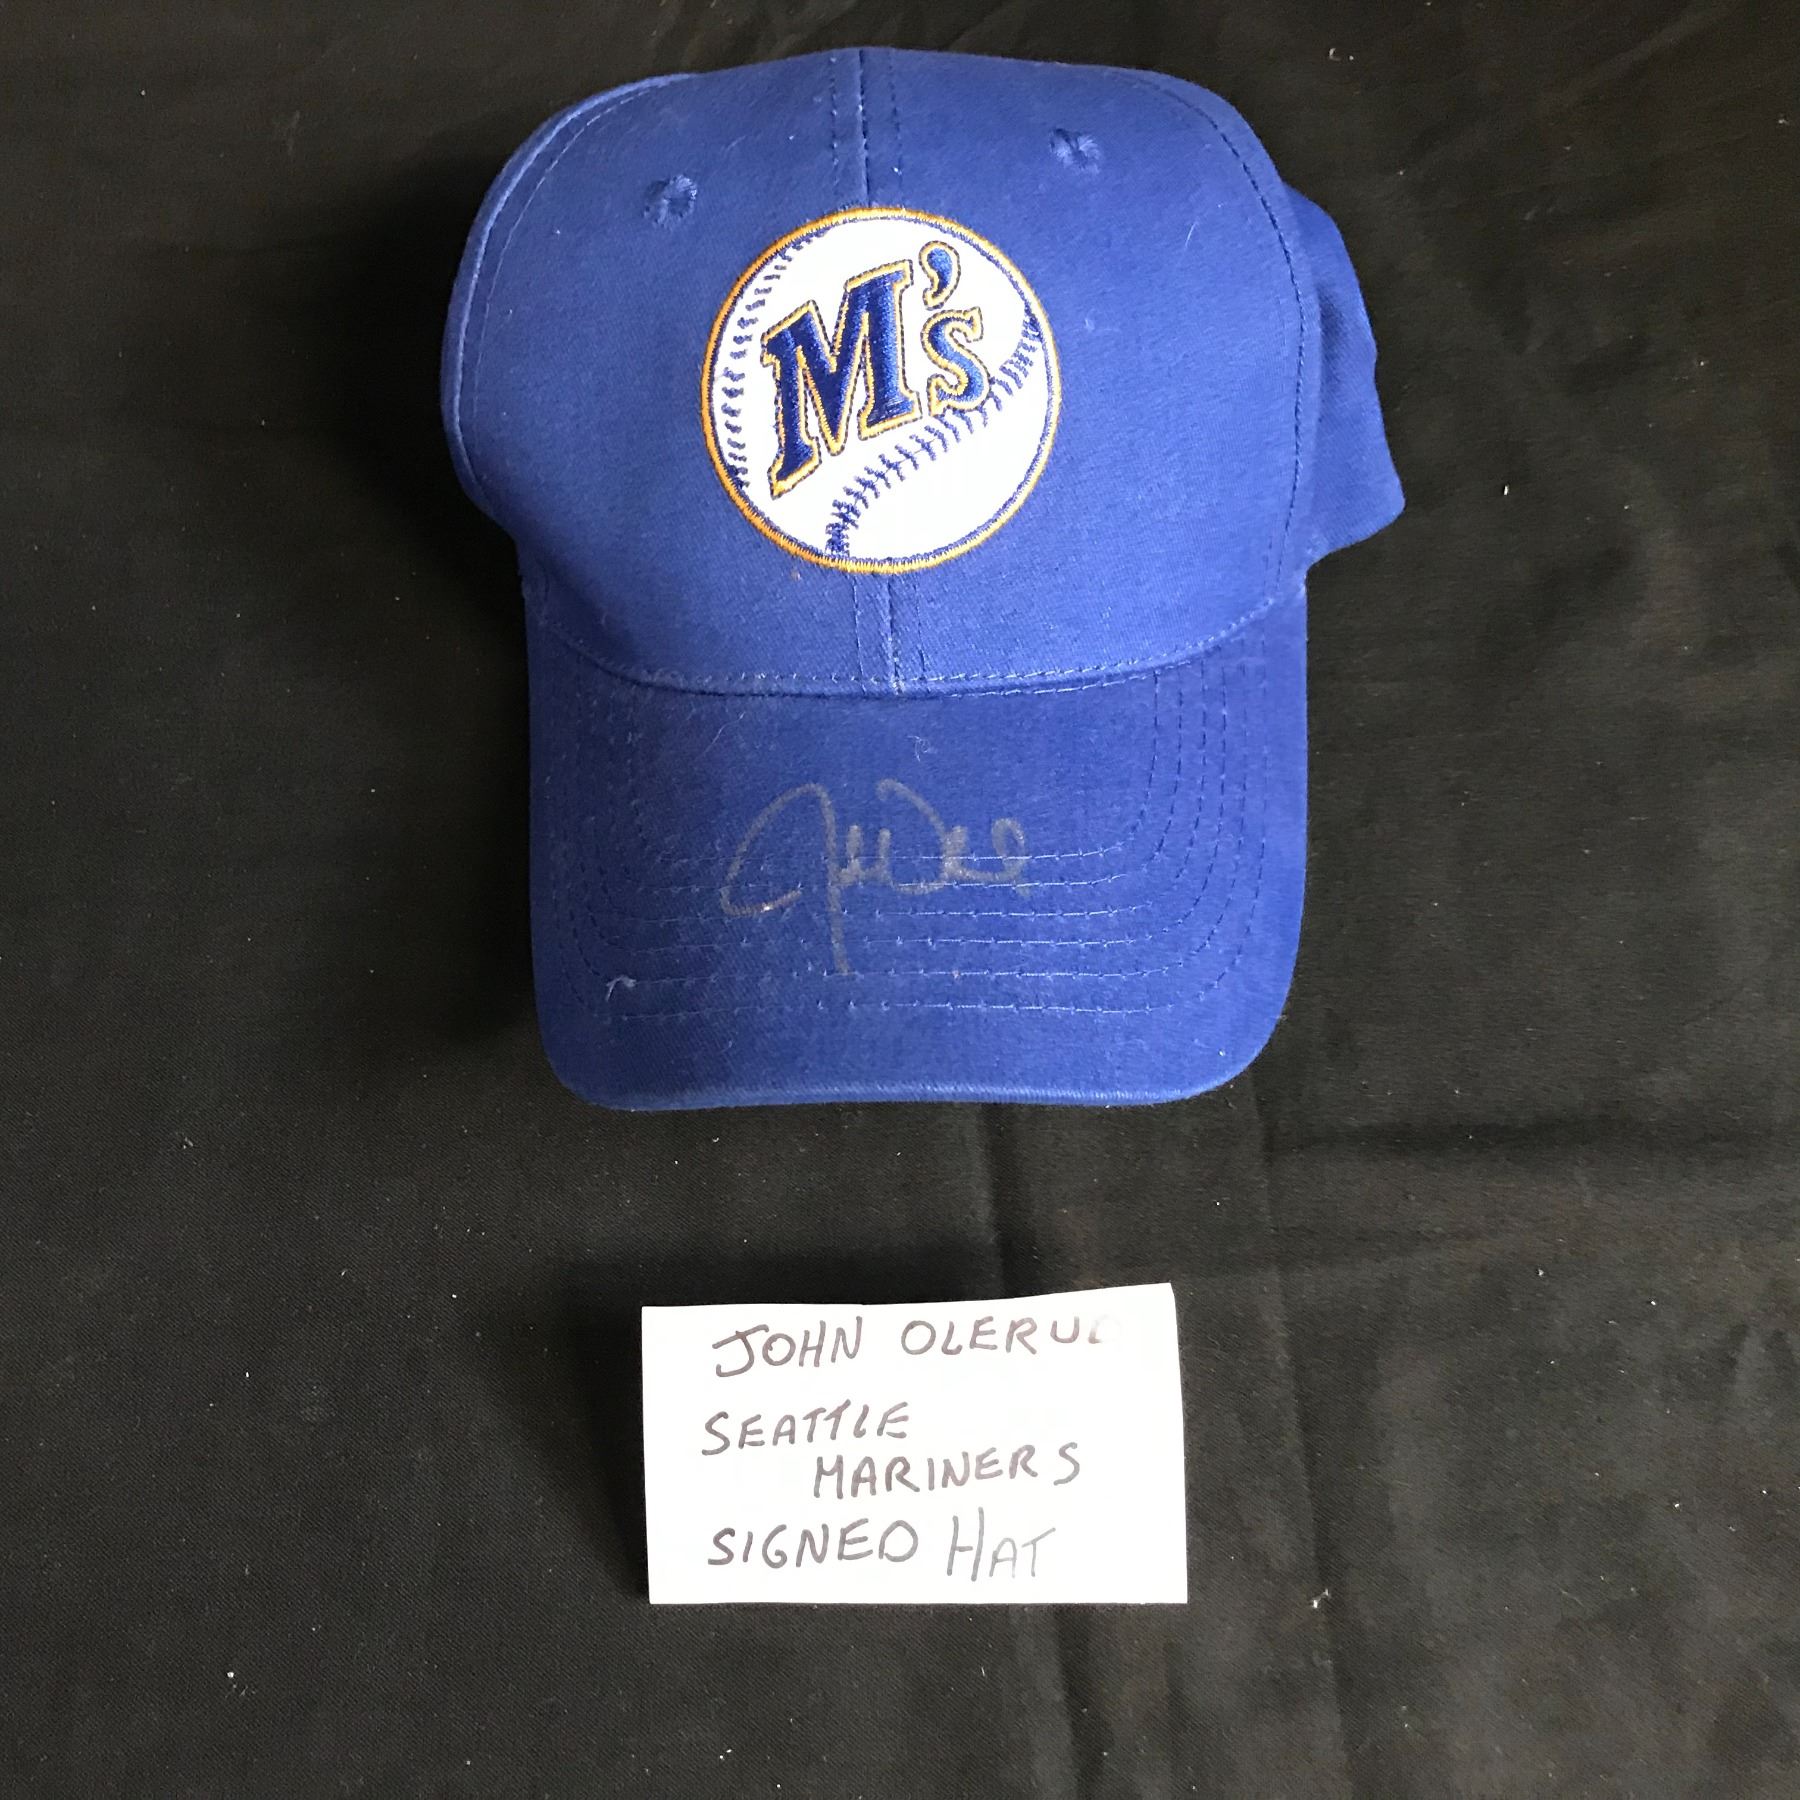 M's
JOHN OLERUD
SEATTLE
MARINERS
SIGNED HAT